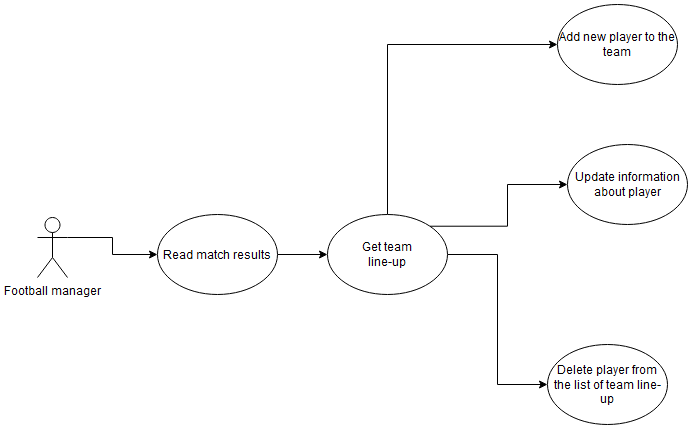 Add new player to the
team
Update information
about player
Read match results
Get team
line-up
Football manager
Delete player from
the list of team line-
up